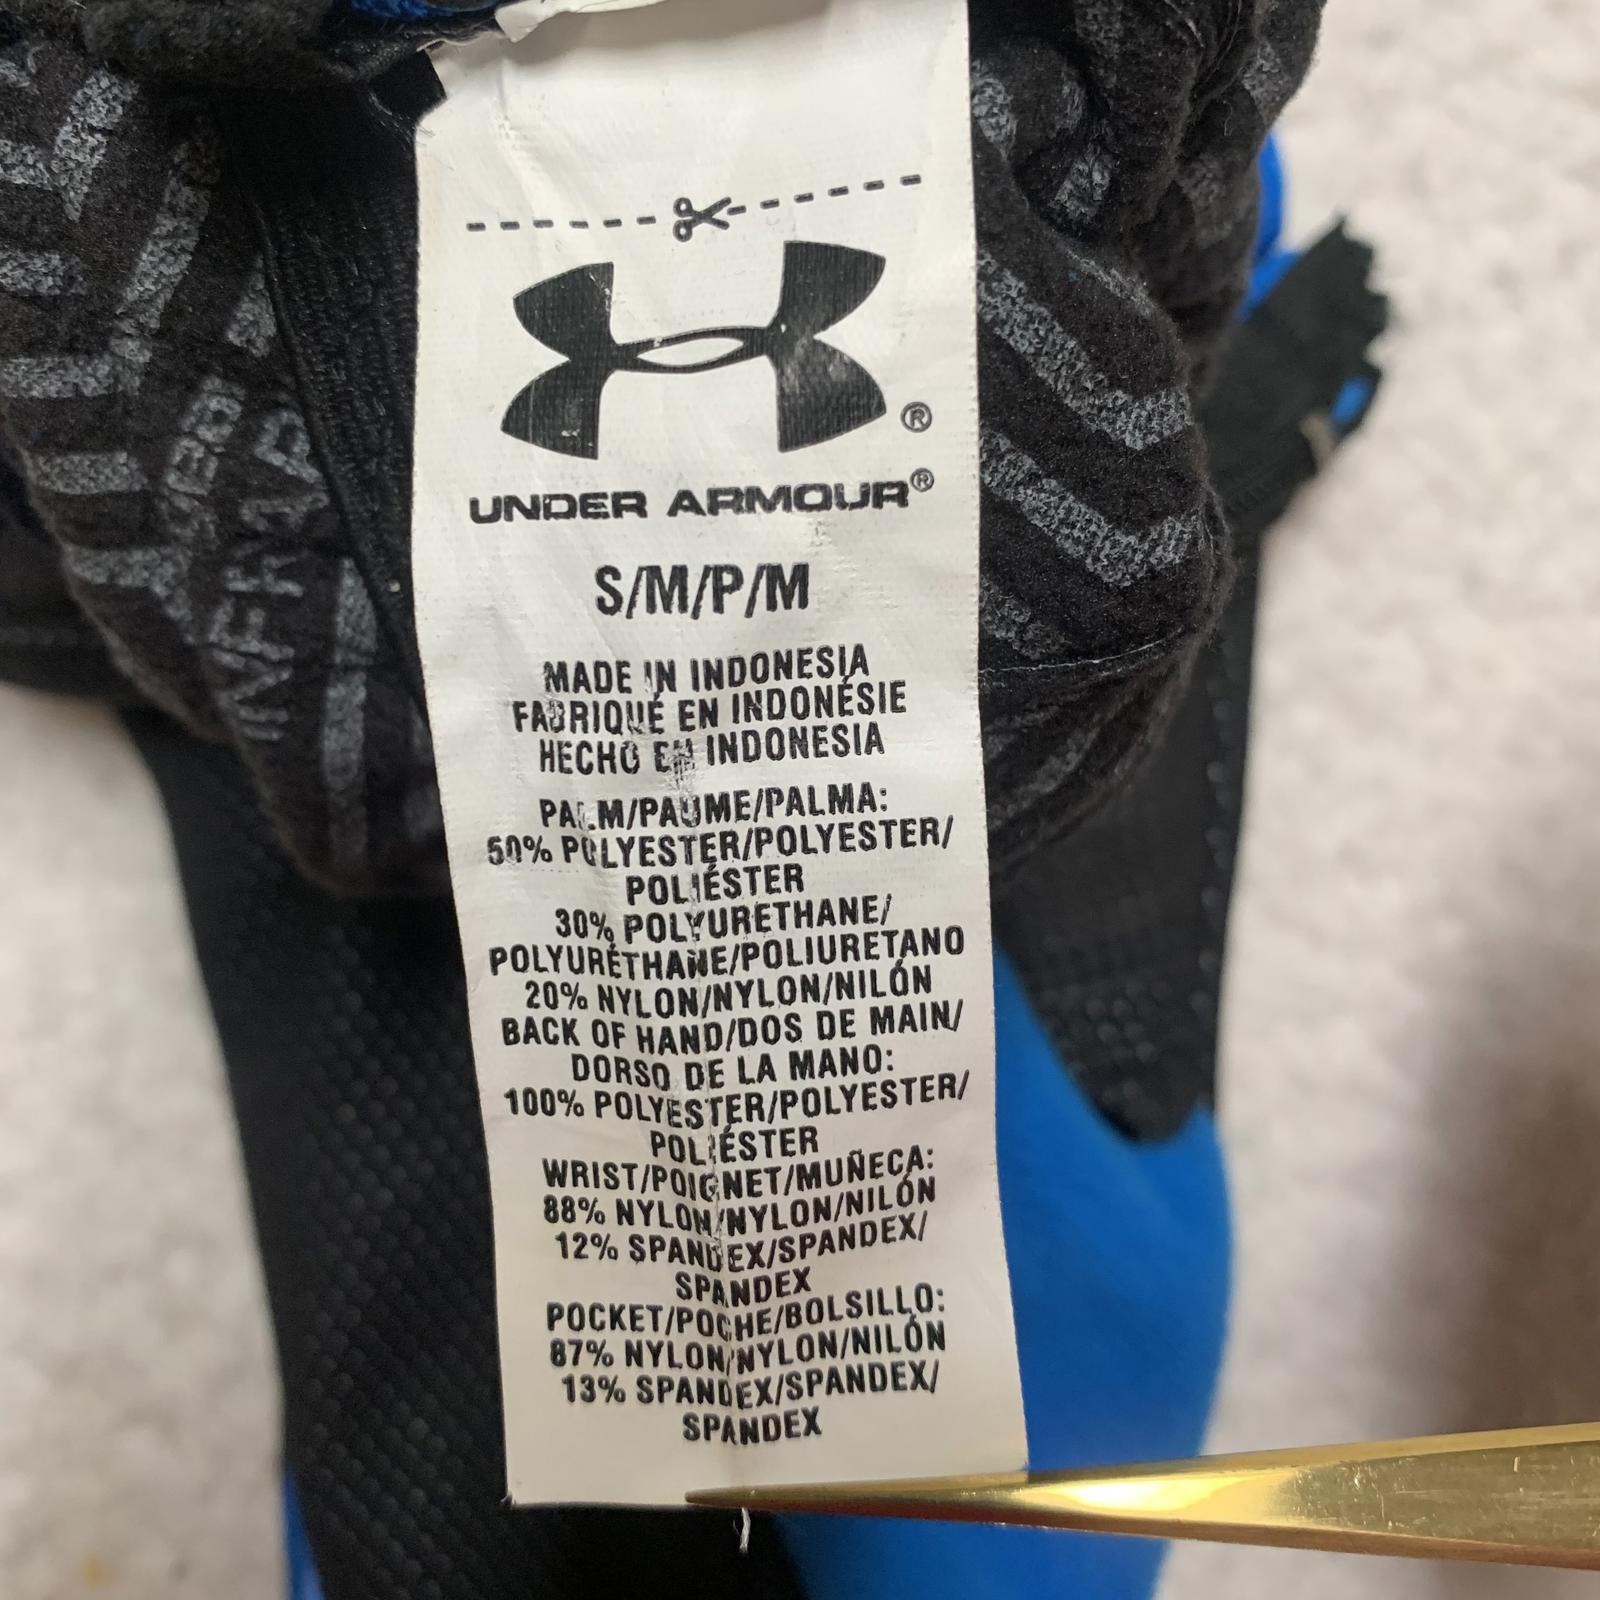 ®
UNDER ARMOUR®
S/M/P/M
MADE IN INDONESIA
FABRIQUÉ EN INDONÉSIE
HECHO EN INDONESIA
PALM/PAUME/PALMA:
50% POLYESTER/POLYESTER/
POLIÉSTER
30% POLYURETHANE/
POLYURÉTHANE/POLIURETANO
20% NYLON/NYLON/NILÓN
BACK OF HAND/DOS DE MAIN/
DORSO DE LA MANO:
100% POLYESTER/POLYESTER/
POLIÉSTER
WRIST/POIGNET/MUÑECA:
88% NYLON/NYLON/NILÓN
12% SPANDEX/SPANDEX/
SPANDEX
POCKET/POCHE/BOLSILLO:
87% NYLON/NYLON/NILÓN
13% SPANDEX/SPANDEX/
SPANDEX